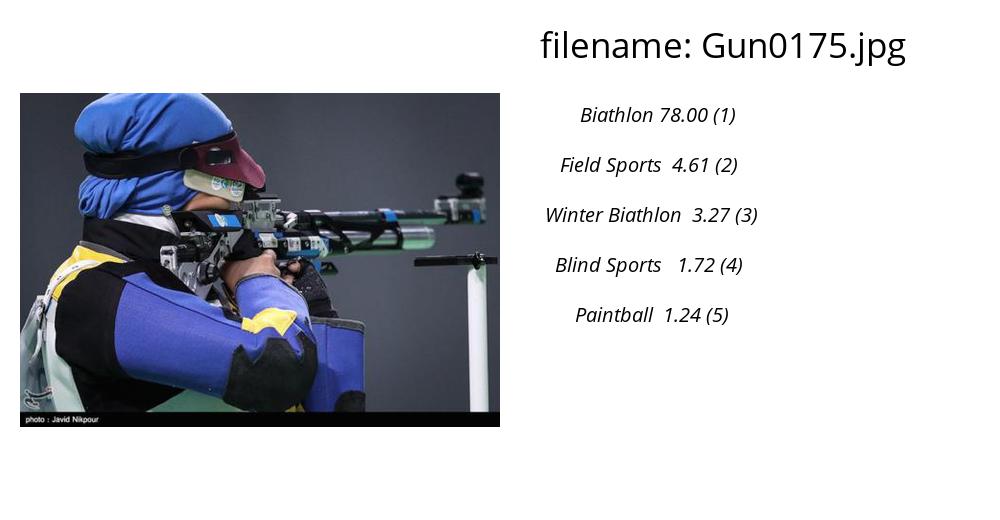 filename: Gun0175.jpg
Biathlon 78.00 (1)
Field Sports 4.61 (2)
Winter Biathlon 3.27 (3)
Blind Sports 1.72 (4)
Paintball 1.24 (5)
photo : Javid Nikpour